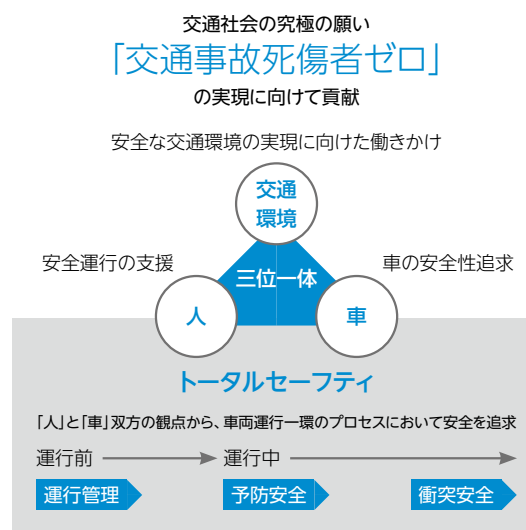 交通社会の究極の願い
「交通事故死傷者ゼロ」
の実現に向けて貢献
安全な交通環境の実現に向けた働きかけ
交通
環境
安全運行の支援
三位一体
車の安全性追求
人
車
トータルセーフティ
「人」と「車」双方の観点から、車両運行一環のプロセスにおいて安全を追求
運行前
運行中
運行管理
予防安全
衝突安全